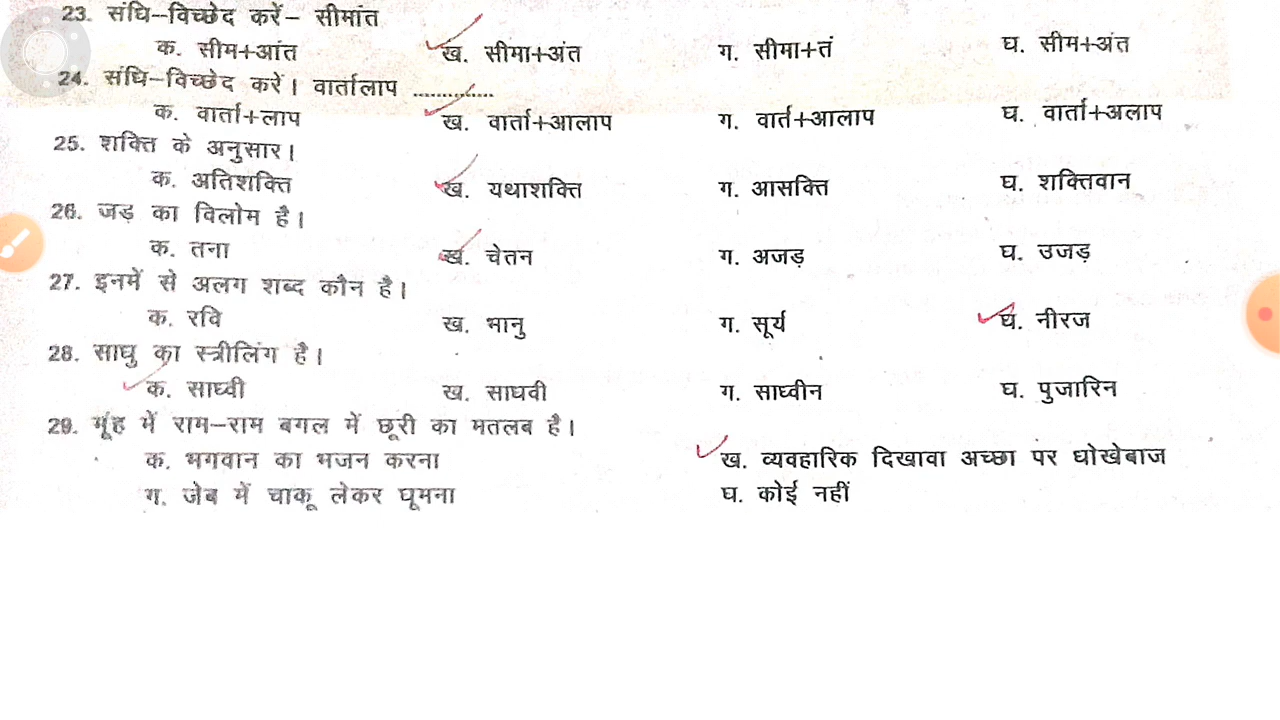 23. संधि–विच्छेद करें– सीमांत
क. सीम+आंत ख. सीमा+अंत ग. सीमा+तं घ. सीम+अंत
24. संधि–विच्छेद करें। वार्तालाप ..............
क. वार्ता+लाप ख. वार्ता+आलाप ग. वार्त+आलाप घ. वार्ता+अलाप
25. शक्ति के अनुसार।
क. अतिशक्ति ख. यथाशक्ति ग. आसक्ति घ. शक्तिवान
26. जड़ का विलोम है।
क. तना ख. चेतन ग. अजड़ घ. उजड़
27. इनमें से अलग शब्द कौन है।
क. रवि ख. भानु ग. सूर्य घ. नीरज
28. साधु का स्त्रीलिंग है।
क. साध्वी ख. साधवी ग. साध्वीन घ. पुजारिन
29. मूंह में राम–राम बगल में छूरी का मतलब है।
क. भगवान का भजन करना ख. व्यवहारिक दिखावा अच्छा पर धोखेबाज
ग. जेब में चाकू लेकर घूमना घ. कोई नहीं